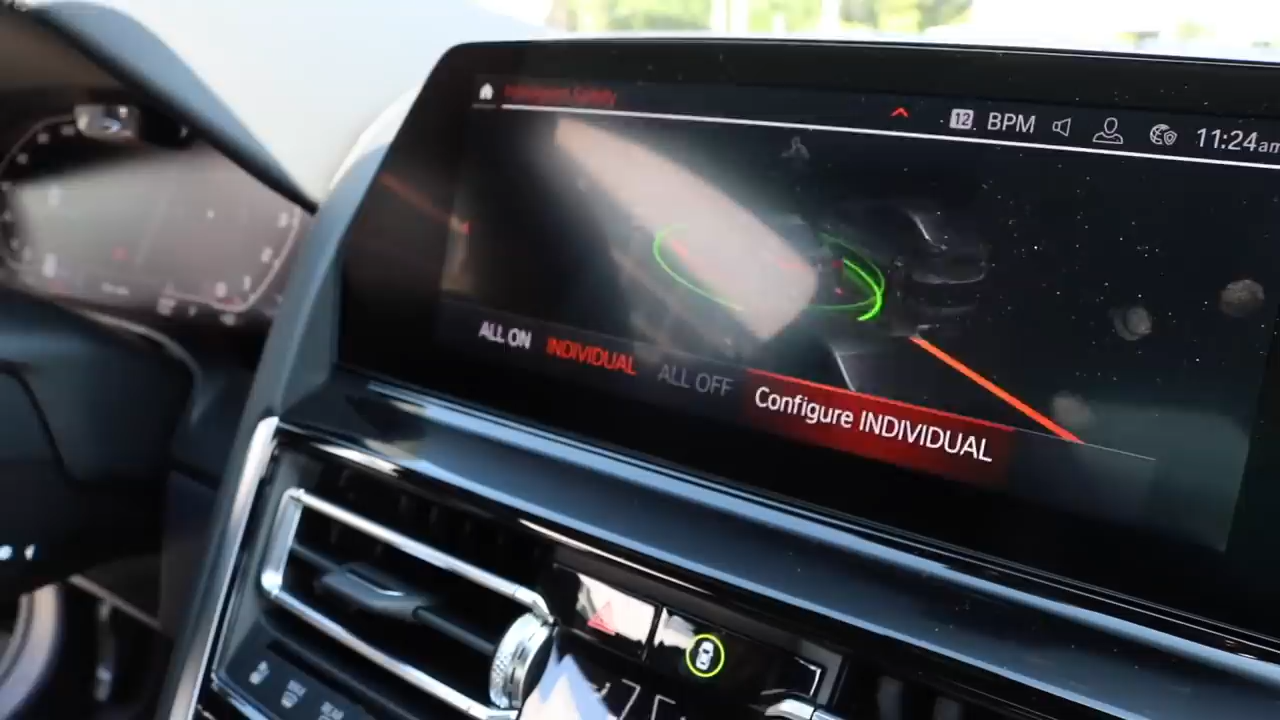 12 BPM 11:24am
ALL ON INDIVIDUAL ALL OFF Configure INDIVIDUAL